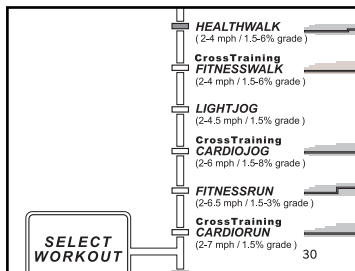 HEALTHWALK
(2-4 mph / 1.5-6% grade )
CrossTraining
FITNESSWALK
(2-4 mph / 1.5-6% grade )
LIGHTJOG
(2-4.5 mph / 1.5% grade )
CrossTraining
CARDIOJOG
(2-6 mph / 1.5-8% grade )
FITNESSRUN
(2-6.5 mph / 1.5-3% grade )
CrossTraining
CARDIORUN
(2-7 mph / 1.5% grade )
30
SELECT
WORKOUT